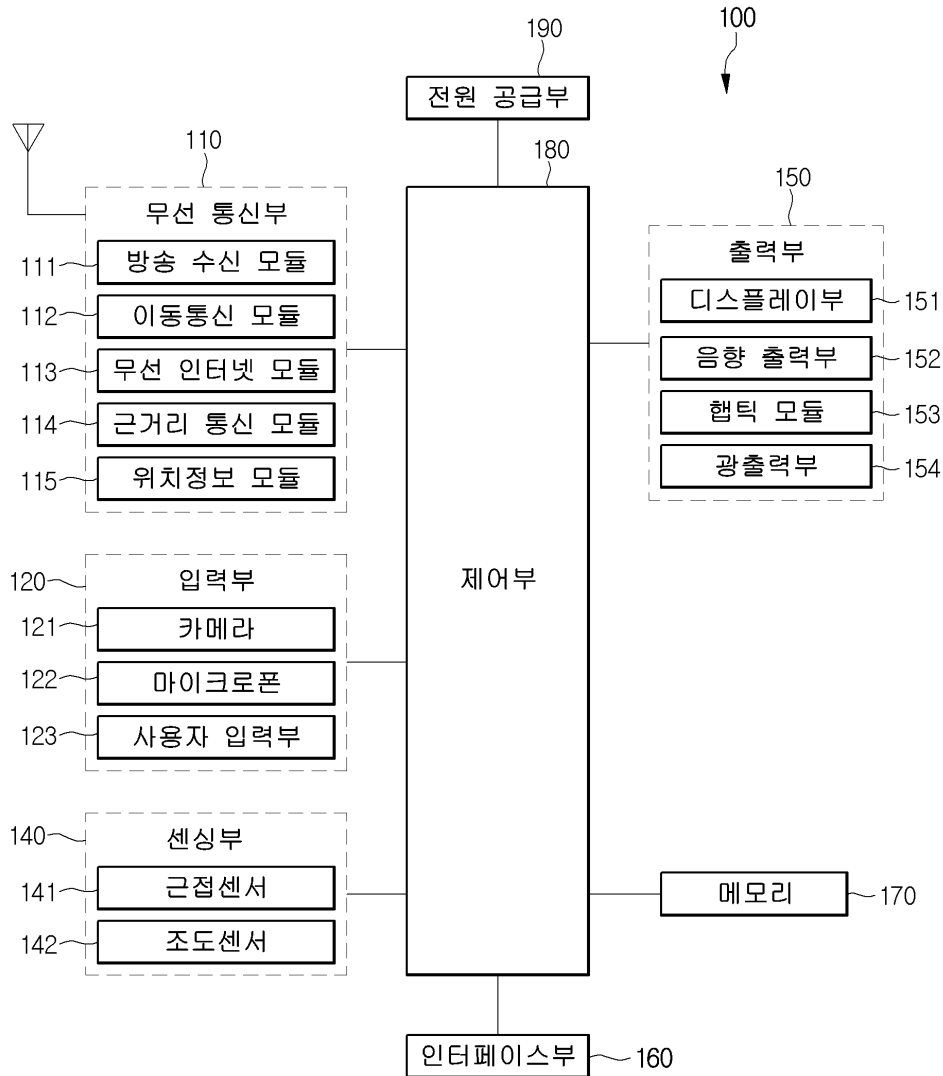 100
190
전원 공급부
110
180
무선 통신부
150
출력부
111 방송 수신 모듈
디스플레이부 151
112 이동통신 모듈
음향 출력부 152
113 무선 인터넷 모듈
햅틱 모듈 153
114 근거리 통신 모듈
광출력부 154
115 위치정보 모듈
120 입력부
제어부
121 카메라
122 마이크로폰
123 사용자 입력부
140 센싱부
141 근접센서
메모리 170
142 조도센서
인터페이스부 160